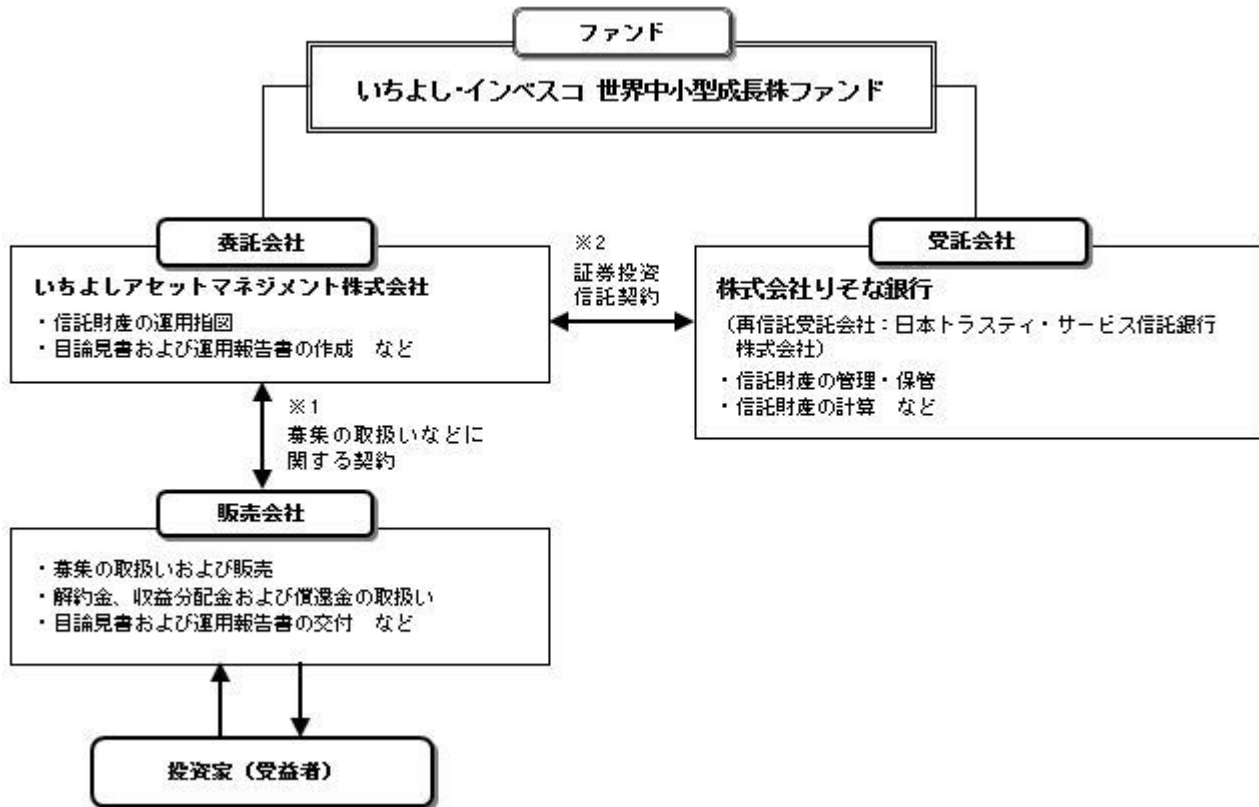 ファンド
いちよし・インベスコ 世界中小型成長株ファンド
委託会社
いちよしアセットマネジメント株式会社
・信託財産の運用指図
・目論見書および運用報告書の作成 など
※2
証券投資
信託契約
受託会社
株式会社りそな銀行
(再信託受託会社:日本トラスティ・サービス信託銀行
株式会社)
・信託財産の管理・保管
・信託財産の計算 など
※1
募集の取扱いなどに
関する契約
販売会社
・募集の取扱いおよび販売
・解約金、収益分配金および償還金の取扱い
・目論見書および運用報告書の交付 など
投資家(受益者)